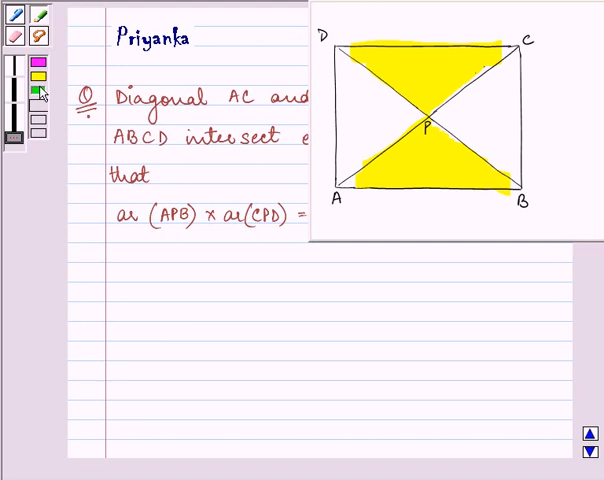 Priyanka
Q Diagonal AC and
ABCD intersect
that
ar (APB) × ar(CPD) =
D
C
P
A
B